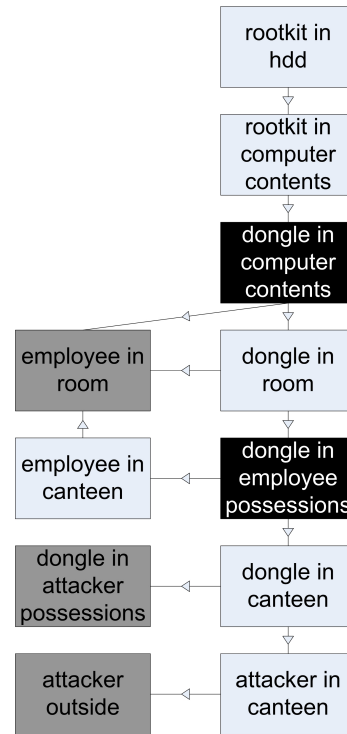 rootkit in
hdd
rootkit in
computer
contents
dongle in
computer
contents
employee in
room
dongle in
room
employee in
canteen
dongle in
employee
possessions
dongle in
attacker
possessions
dongle in
canteen
attacker
outside
attacker in
canteen